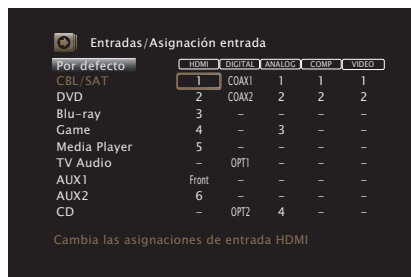 Entradas/Asignación entrada
Por defecto HDMI DIGITAL ANALOG COMP VIDEO
CBL/SAT 1 COAX1 1 1 1
DVD 2 COAX2 2 2 2
Blu-ray 3 – – – –
Game 4 – 3 – –
Media Player 5 – – – –
TV Audio – OPT1 – – –
AUX1 Front – – – –
AUX2 6 – – – –
CD – OPT2 4 – –
Cambia las asignaciones de entrada HDMI